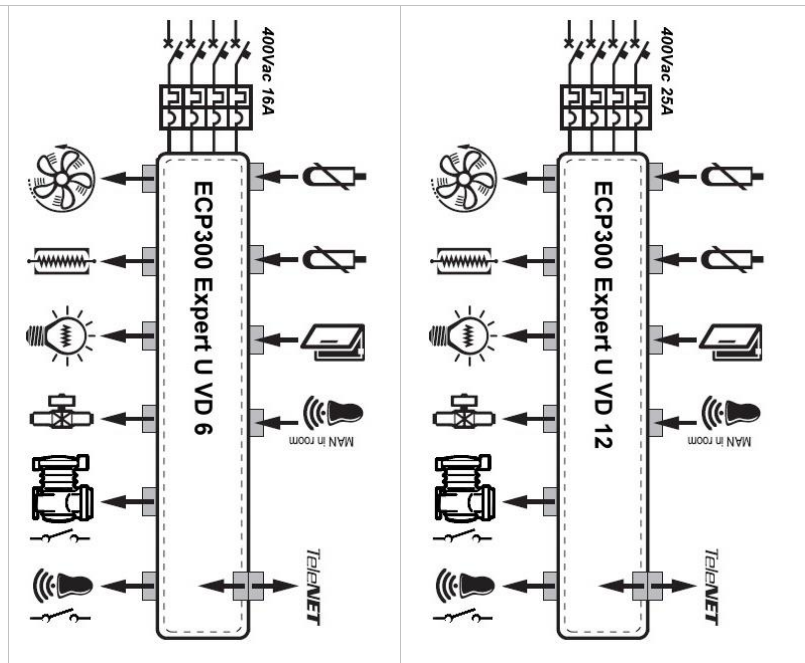 400Vac 16A
ECP300 Expert U VD 6
MAN in room
TeleNET
400Vac 25A
ECP300 Expert U VD 12
MAN in room
TeleNET